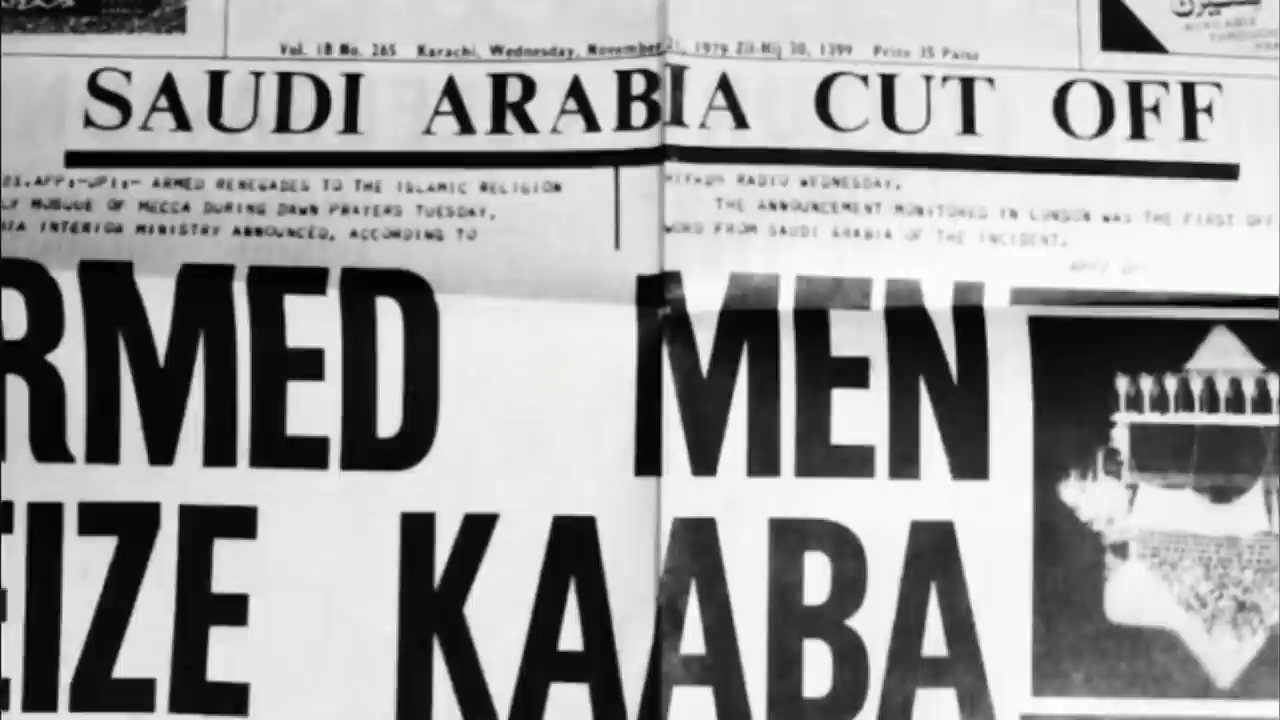 Vol. 18 No. 265 Karachi, Wednesday, November 21, 1979 Zil-Hij 30, 1399 Price 35 Paisa
SAUDI ARABIA CUT OFF
ARMED RENEGADES TO THE ISLAMIC RELIGION
LY MOSQUE OF MECCA DURING DAWN PRAYERS TUESDAY,
INTERIOR MINISTRY ANNOUNCED, ACCORDING TO
RIYADH RADIO WEDNESDAY.
THE ANNOUNCEMENT MONITORED IN LONDON WAS THE FIRST OFF
WORD FROM SAUDI ARABIA OF THE INCIDENT.
RMED MEN
EIZE KAABA